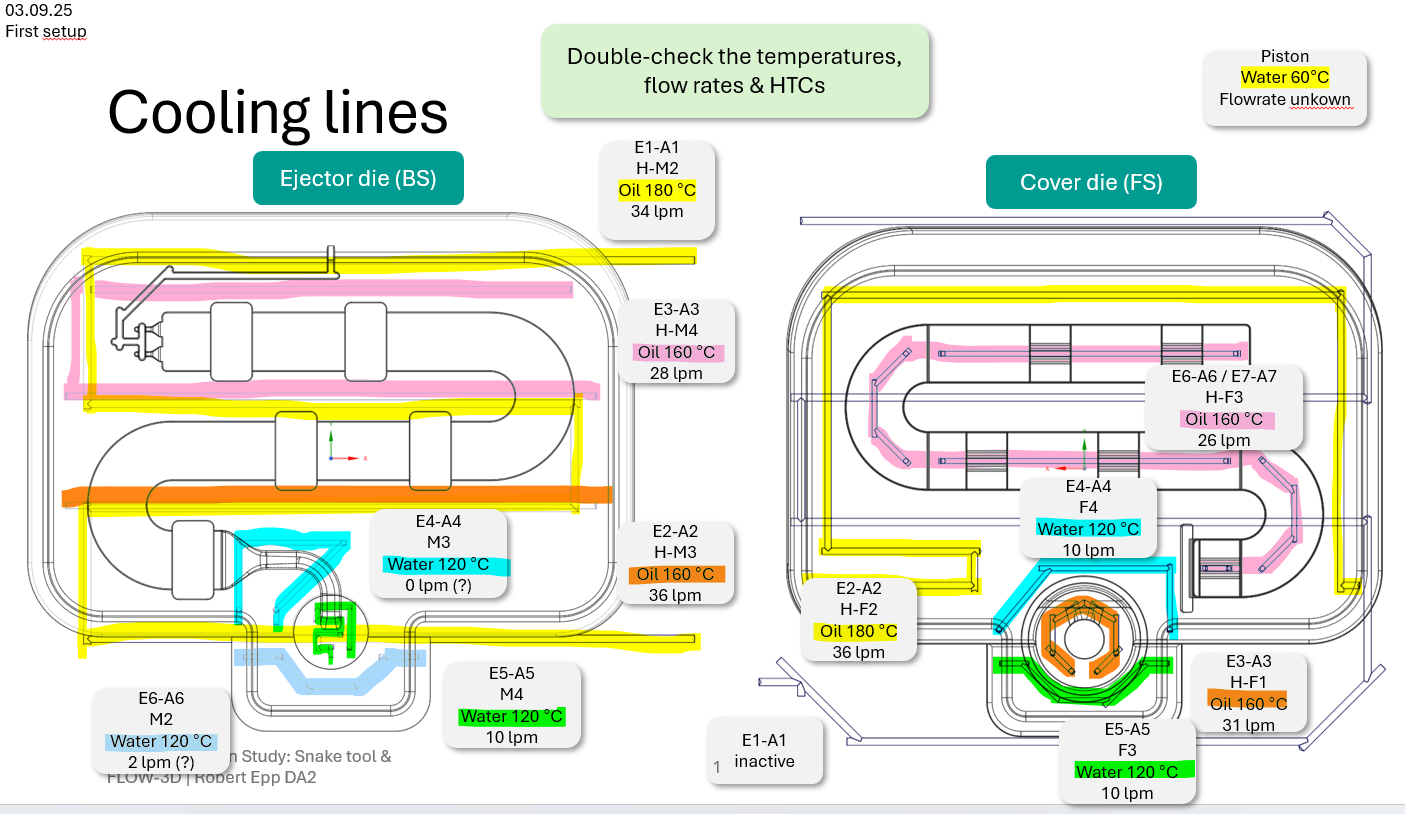 03.09.25
First setup
Double-check the temperatures,
flow rates & HTCs
Piston
Water 60°C
Flowrate unkown
Cooling lines
Ejector die (BS)
Cover die (FS)
E1-A1
H-M2
Oil 180 °C
34 lpm
E3-A3
H-M4
Oil 160 °C
28 lpm
E6-A6 / E7-A7
H-F3
Oil 160 °C
26 lpm
E4-A4
F4
Water 120 °C
10 lpm
E4-A4
M3
Water 120 °C
0 lpm (?)
E2-A2
H-M3
Oil 160 °C
36 lpm
E2-A2
H-F2
Oil 180 °C
36 lpm
E3-A3
H-F1
Oil 160 °C
31 lpm
E5-A5
M4
Water 120 °C
10 lpm
E6-A6
M2
Water 120 °C
2 lpm (?)
E1-A1
inactive
E5-A5
F3
Water 120 °C
10 lpm
Study: Snake tool &
FLOW-3D | Robert Epp DA2
1
X
Y
X